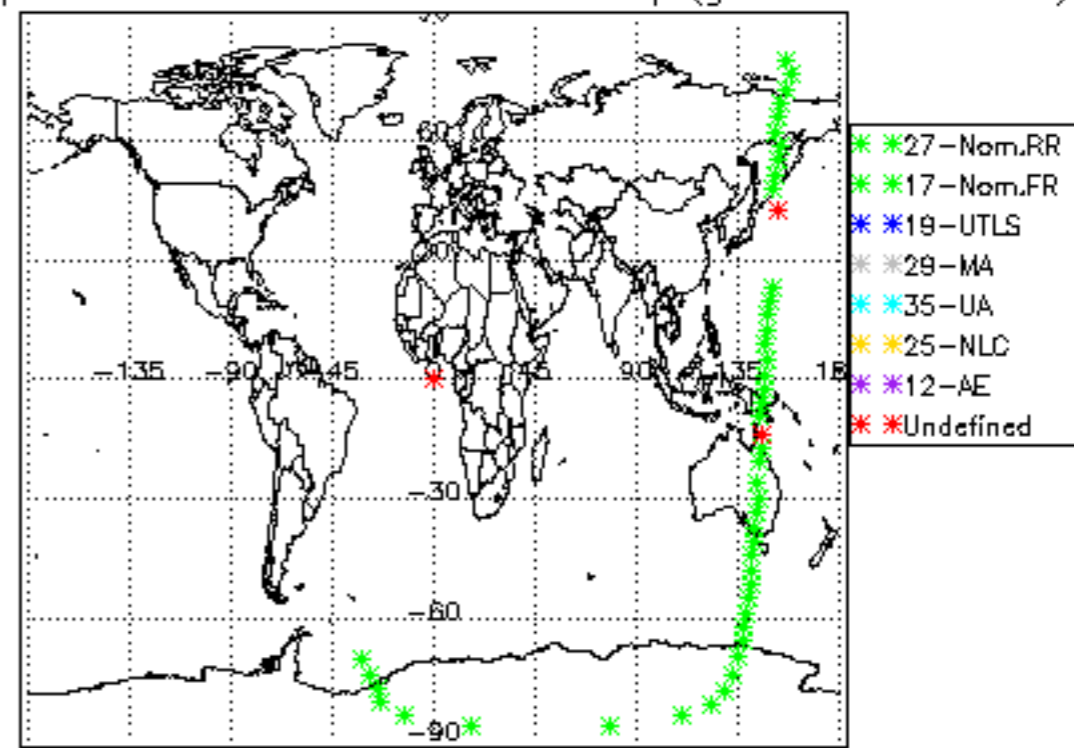 60
-135
-90
45
90
135
-30
-60
-90
27-Nom.RR
17-Nom.FR
19-UTLS
29-MA
35-UA
25-NLC
12-AE
Undefined